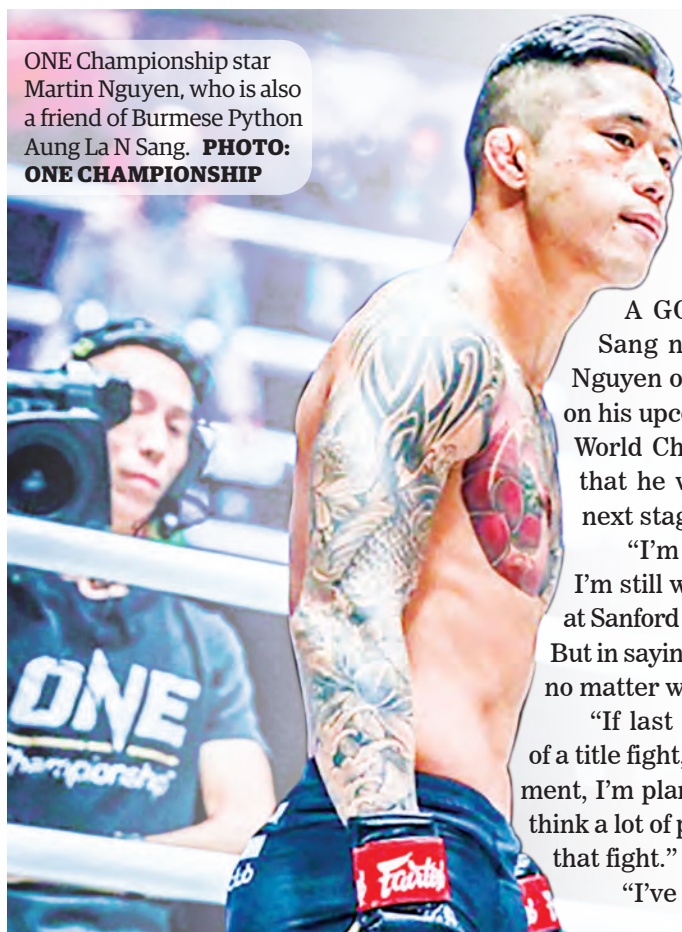 ONE Championship star
Martin Nguyen, who is also
a friend of Burmese Python
Aung La N Sang. PHOTO:
ONE CHAMPIONSHIP
A GO
Sang n
Nguyen o
on his upco
World Ch
that he v
next stag
“I’m
I’m still w
at Sanford
But in sayin
no matter w
“If last
of a title fight,
ment, I’m plan
think a lot of p
that fight.”
“I’ve
ONE
Championship
club
Fairtex